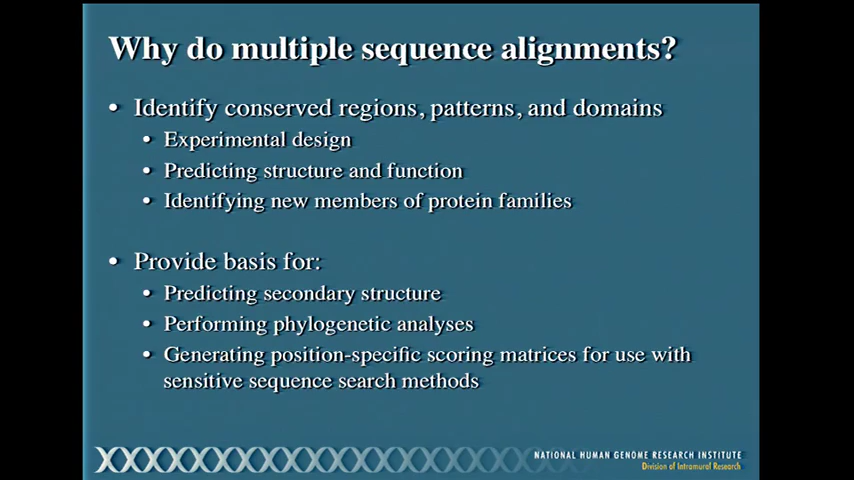 Why do multiple sequence alignments?
• Identify conserved regions, patterns, and domains
• Experimental design
• Predicting structure and function
• Identifying new members of protein families
• Provide basis for:
• Predicting secondary structure
• Performing phylogenetic analyses
• Generating position-specific scoring matrices for use with
sensitive sequence search methods
NATIONAL HUMAN GENOME RESEARCH INSTITUTE
Division of Intramural Research